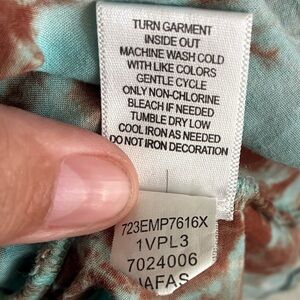 TURN GARMENT
INSIDE OUT
MACHINE WASH COLD
WITH LIKE COLORS
GENTLE CYCLE
ONLY NON-CHLORINE
BLEACH IF NEEDED
TUMBLE DRY LOW
COOL IRON AS NEEDED
DO NOT IRON DECORATION
723EMP7616X
1VPL3
7024006